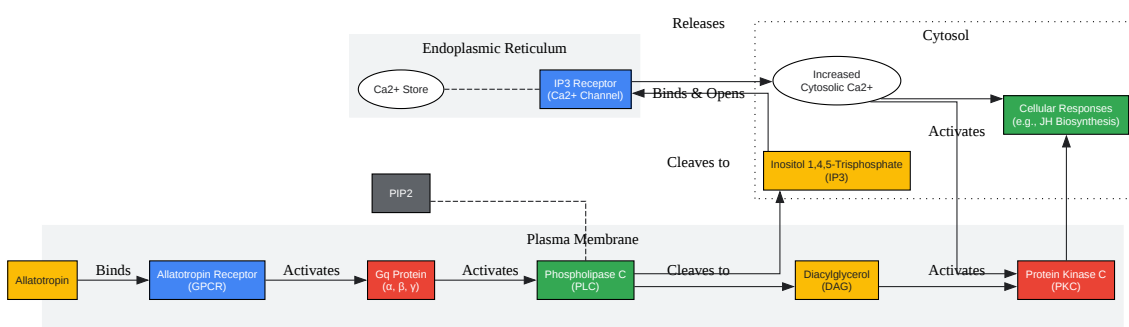 Releases
Endoplasmic Reticulum
Cytosol
Ca2+ Store
IP3 Receptor
(Ca2+ Channel)
Increased
Cytosolic Ca2+
Binds & Opens
Cellular Responses
(e.g., JH Biosynthesis)
Activates
Cleaves to
Inositol 1,4,5-Trisphosphate
(IP3)
PIP2
Plasma Membrane
Allatotropin
Binds
Allatotropin Receptor
(GPCR)
Activates
Gq Protein
(α, β, γ)
Activates
Phospholipase C
(PLC)
Cleaves to
Diacylglycerol
(DAG)
Activates
Protein Kinase C
(PKC)